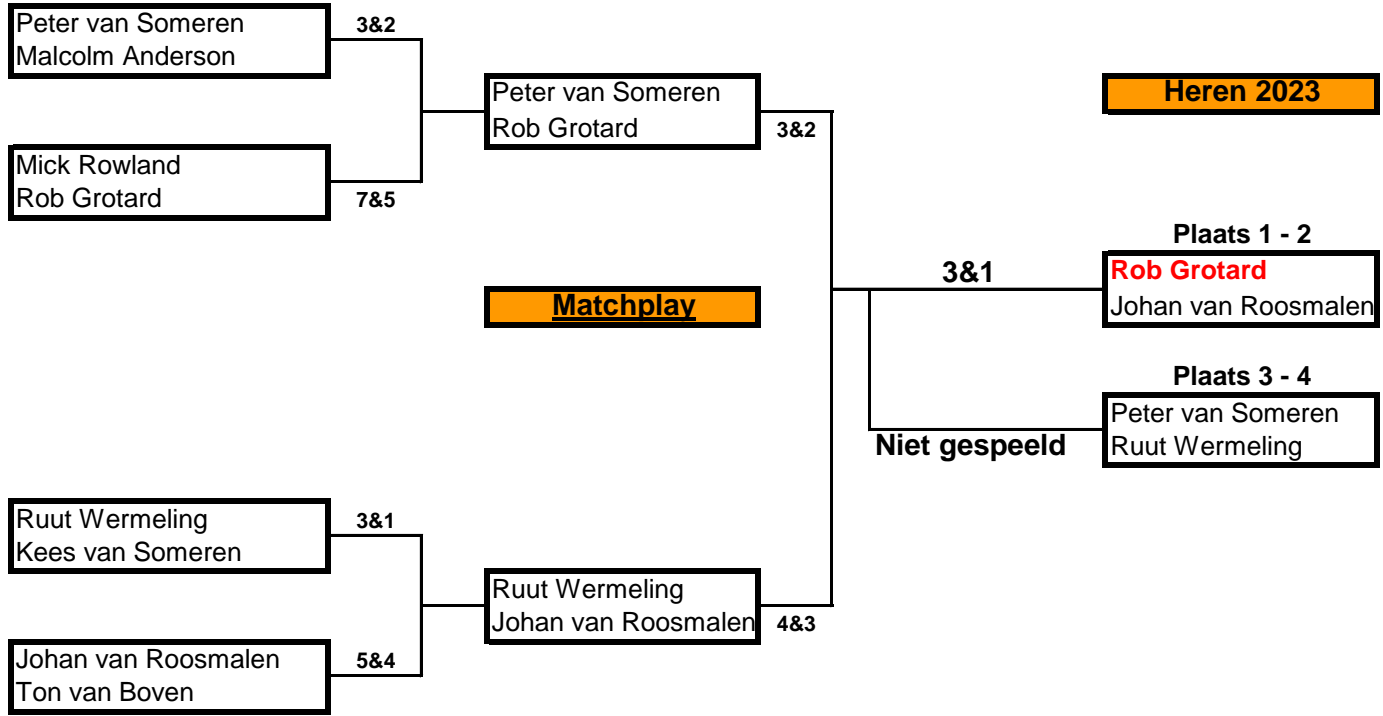 Peter van Someren
Malcolm Anderson
3&2
Mick Rowland
Rob Grotard
7&5
Peter van Someren
Rob Grotard
3&2
Heren 2023
Matchplay
3&1
Plaats 1 - 2
Rob Grotard
Johan van Roosmalen
Plaats 3 - 4
Peter van Someren
Ruut Wermeling
Niet gespeeld
Ruut Wermeling
Kees van Someren
3&1
Johan van Roosmalen
Ton van Boven
5&4
Ruut Wermeling
Johan van Roosmalen
4&3